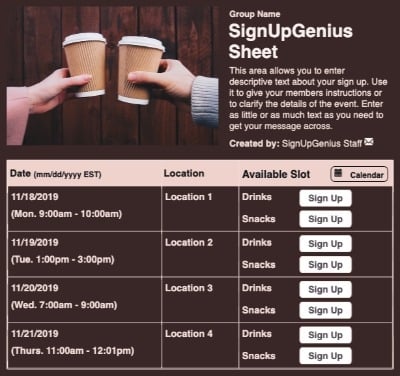 Group Name
SignUpGenius
Sheet
This area allows you to enter
descriptive text about your sign up. Use
it to give your members instructions or
to clarify the details of the event. Enter
as little or as much text as you need to
get your message across.
Created by: SignUpGenius Staff
Date (mm/dd/yyyy EST) Location Available Slot Calendar
11/18/2019 Location 1 Drinks Sign Up
(Mon. 9:00am - 10:00am) Snacks Sign Up
11/19/2019 Location 2 Drinks Sign Up
(Tue. 1:00pm - 3:00pm) Snacks Sign Up
11/20/2019 Location 3 Drinks Sign Up
(Wed. 7:00am - 9:00am) Snacks Sign Up
11/21/2019 Location 4 Drinks Sign Up
(Thurs. 11:00am - 12:01pm) Snacks Sign Up